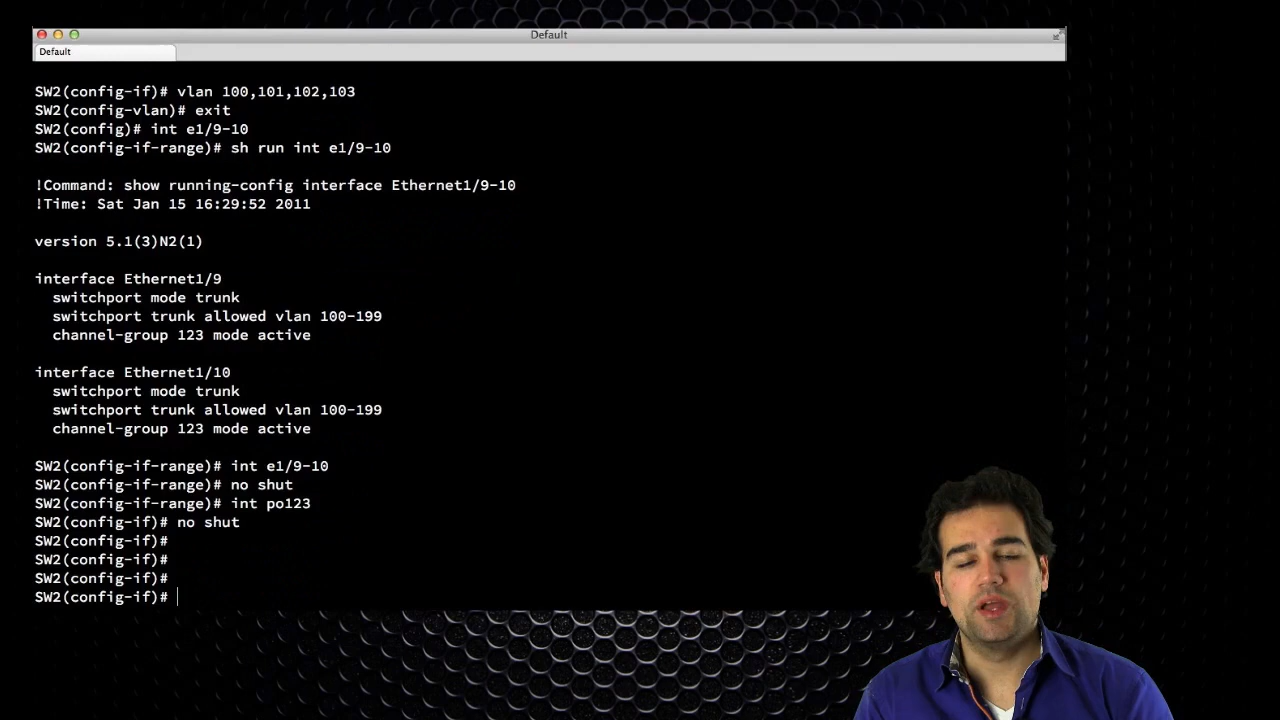 Default
Default
SW2(config-if)# vlan 100,101,102,103
SW2(config-vlan)# exit
SW2(config)# int e1/9-10
SW2(config-if-range)# sh run int e1/9-10
!Command: show running-config interface Ethernet1/9-10
!Time: Sat Jan 15 16:29:52 2011
version 5.1(3)N2(1)
interface Ethernet1/9
switchport mode trunk
switchport trunk allowed vlan 100-199
channel-group 123 mode active
interface Ethernet1/10
switchport mode trunk
switchport trunk allowed vlan 100-199
channel-group 123 mode active
SW2(config-if-range)# int e1/9-10
SW2(config-if-range)# no shut
SW2(config-if-range)# int po123
SW2(config-if)# no shut
SW2(config-if)#
SW2(config-if)#
SW2(config-if)#
SW2(config-if)#